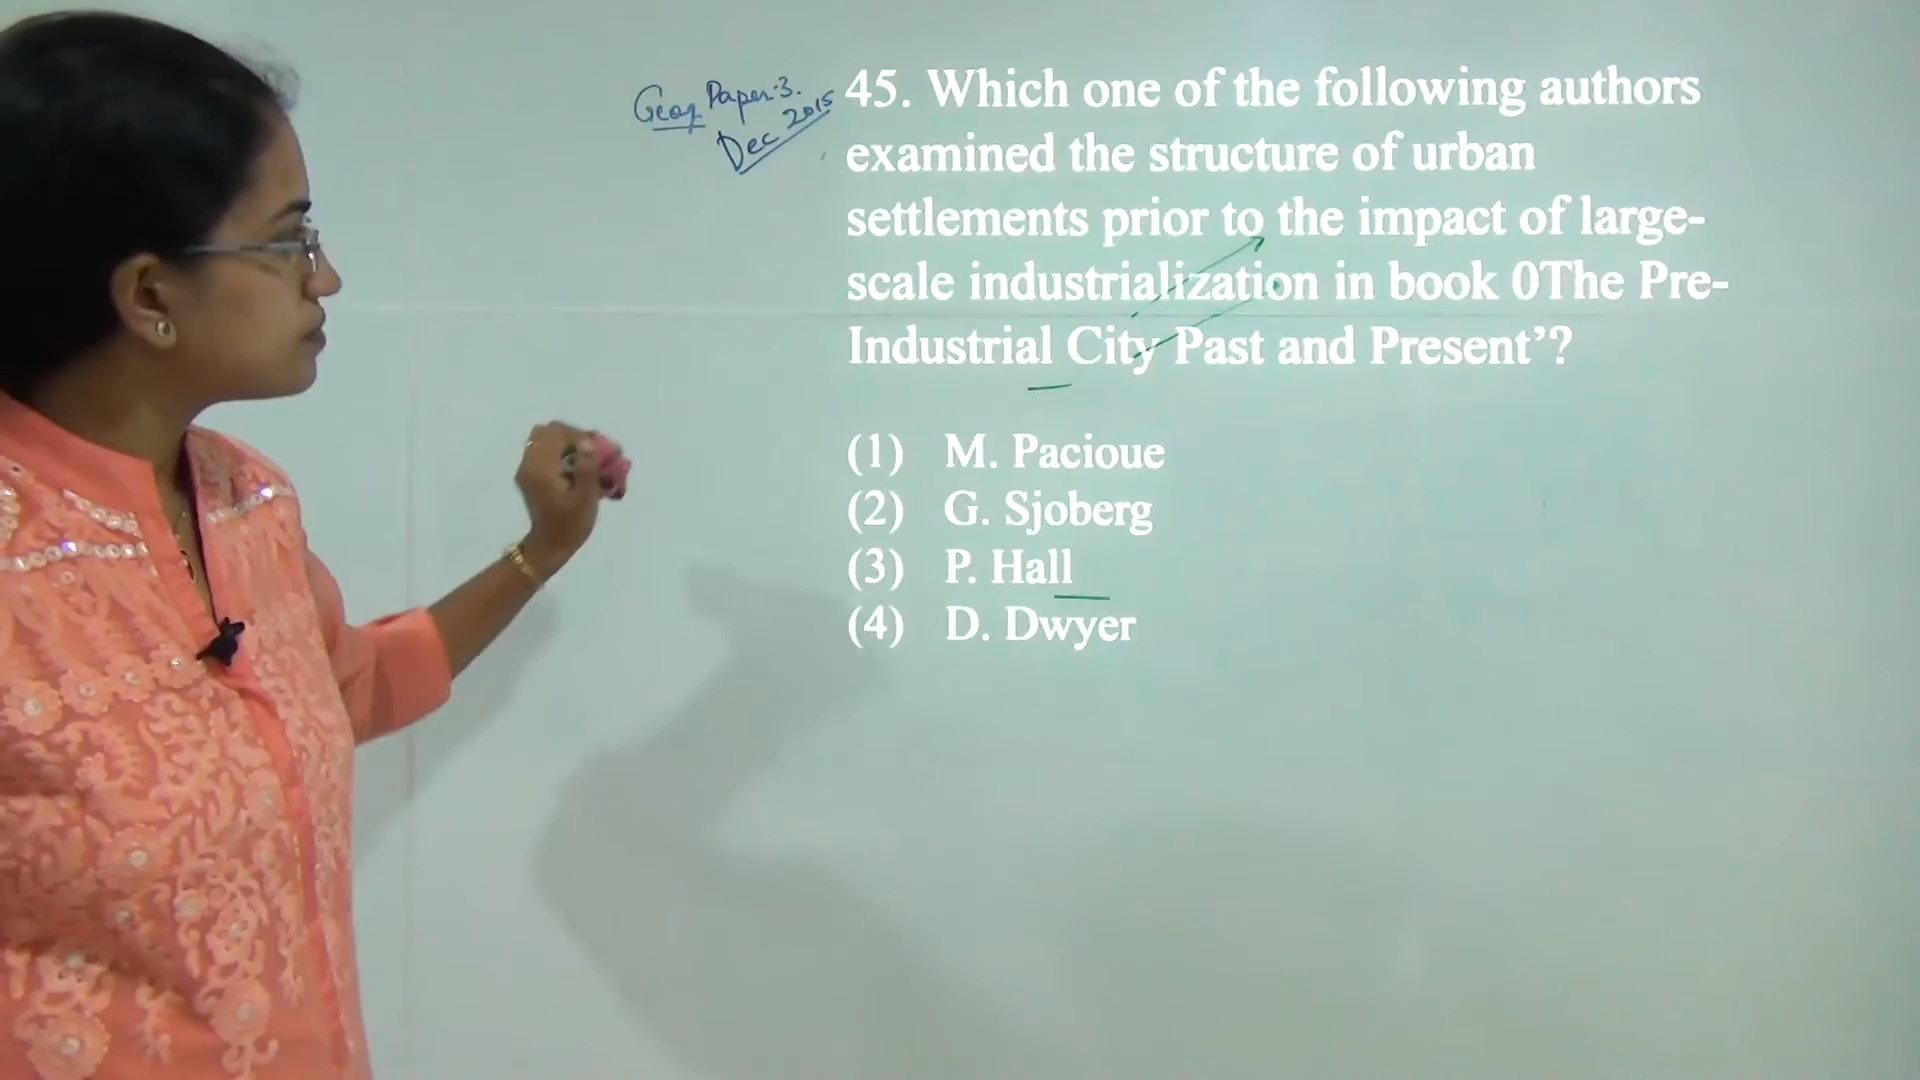 Geog Paper-3.
Dec 2015
45. Which one of the following authors
examined the structure of urban
settlements prior to the impact of large-
scale industrialization in book 0The Pre-
Industrial City Past and Present’?
(1) M. Pacioue
(2) G. Sjoberg
(3) P. Hall
(4) D. Dwyer